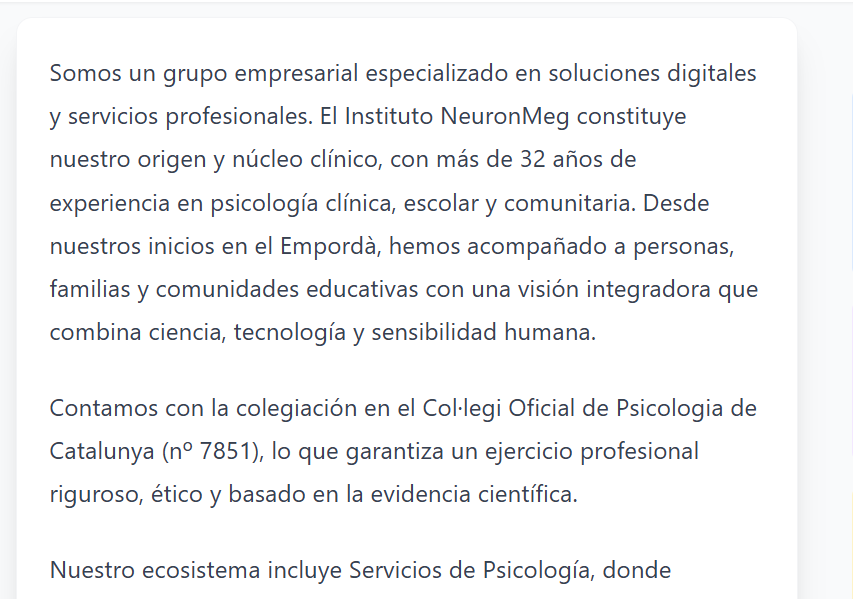 Somos un grupo empresarial especializado en soluciones digitales
y servicios profesionales. El Instituto NeuronMeg constituye
nuestro origen y núcleo clínico, con más de 32 años de
experiencia en psicología clínica, escolar y comunitaria. Desde
nuestros inicios en el Empordà, hemos acompañado a personas,
familias y comunidades educativas con una visión integradora que
combina ciencia, tecnología y sensibilidad humana.
Contamos con la colegiación en el Col·legi Oficial de Psicologia de
Catalunya (nº 7851), lo que garantiza un ejercicio profesional
riguroso, ético y basado en la evidencia científica.
Nuestro ecosistema incluye Servicios de Psicología, donde